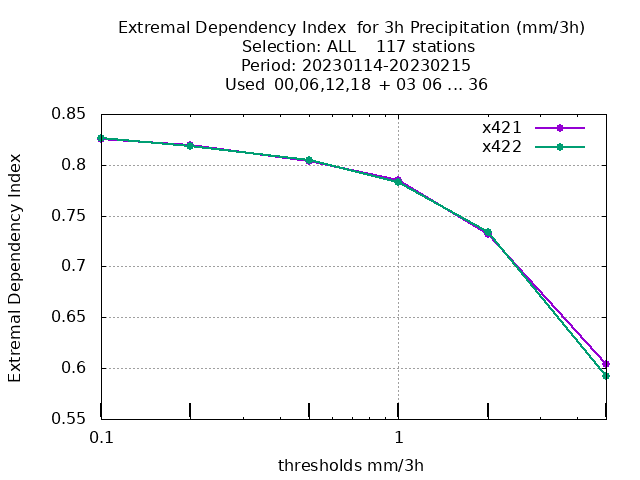 Extremal Dependency Index  for 3h Precipitation (mm/3h)
Selection: ALL    117 stations
Period: 20230114-20230215
Used  00,06,12,18 + 03 06 ... 36
x421
x422
0.85
0.8
0.75
0.7
0.65
0.6
0.55
Extremal Dependency Index
0.1
1
thresholds mm/3h